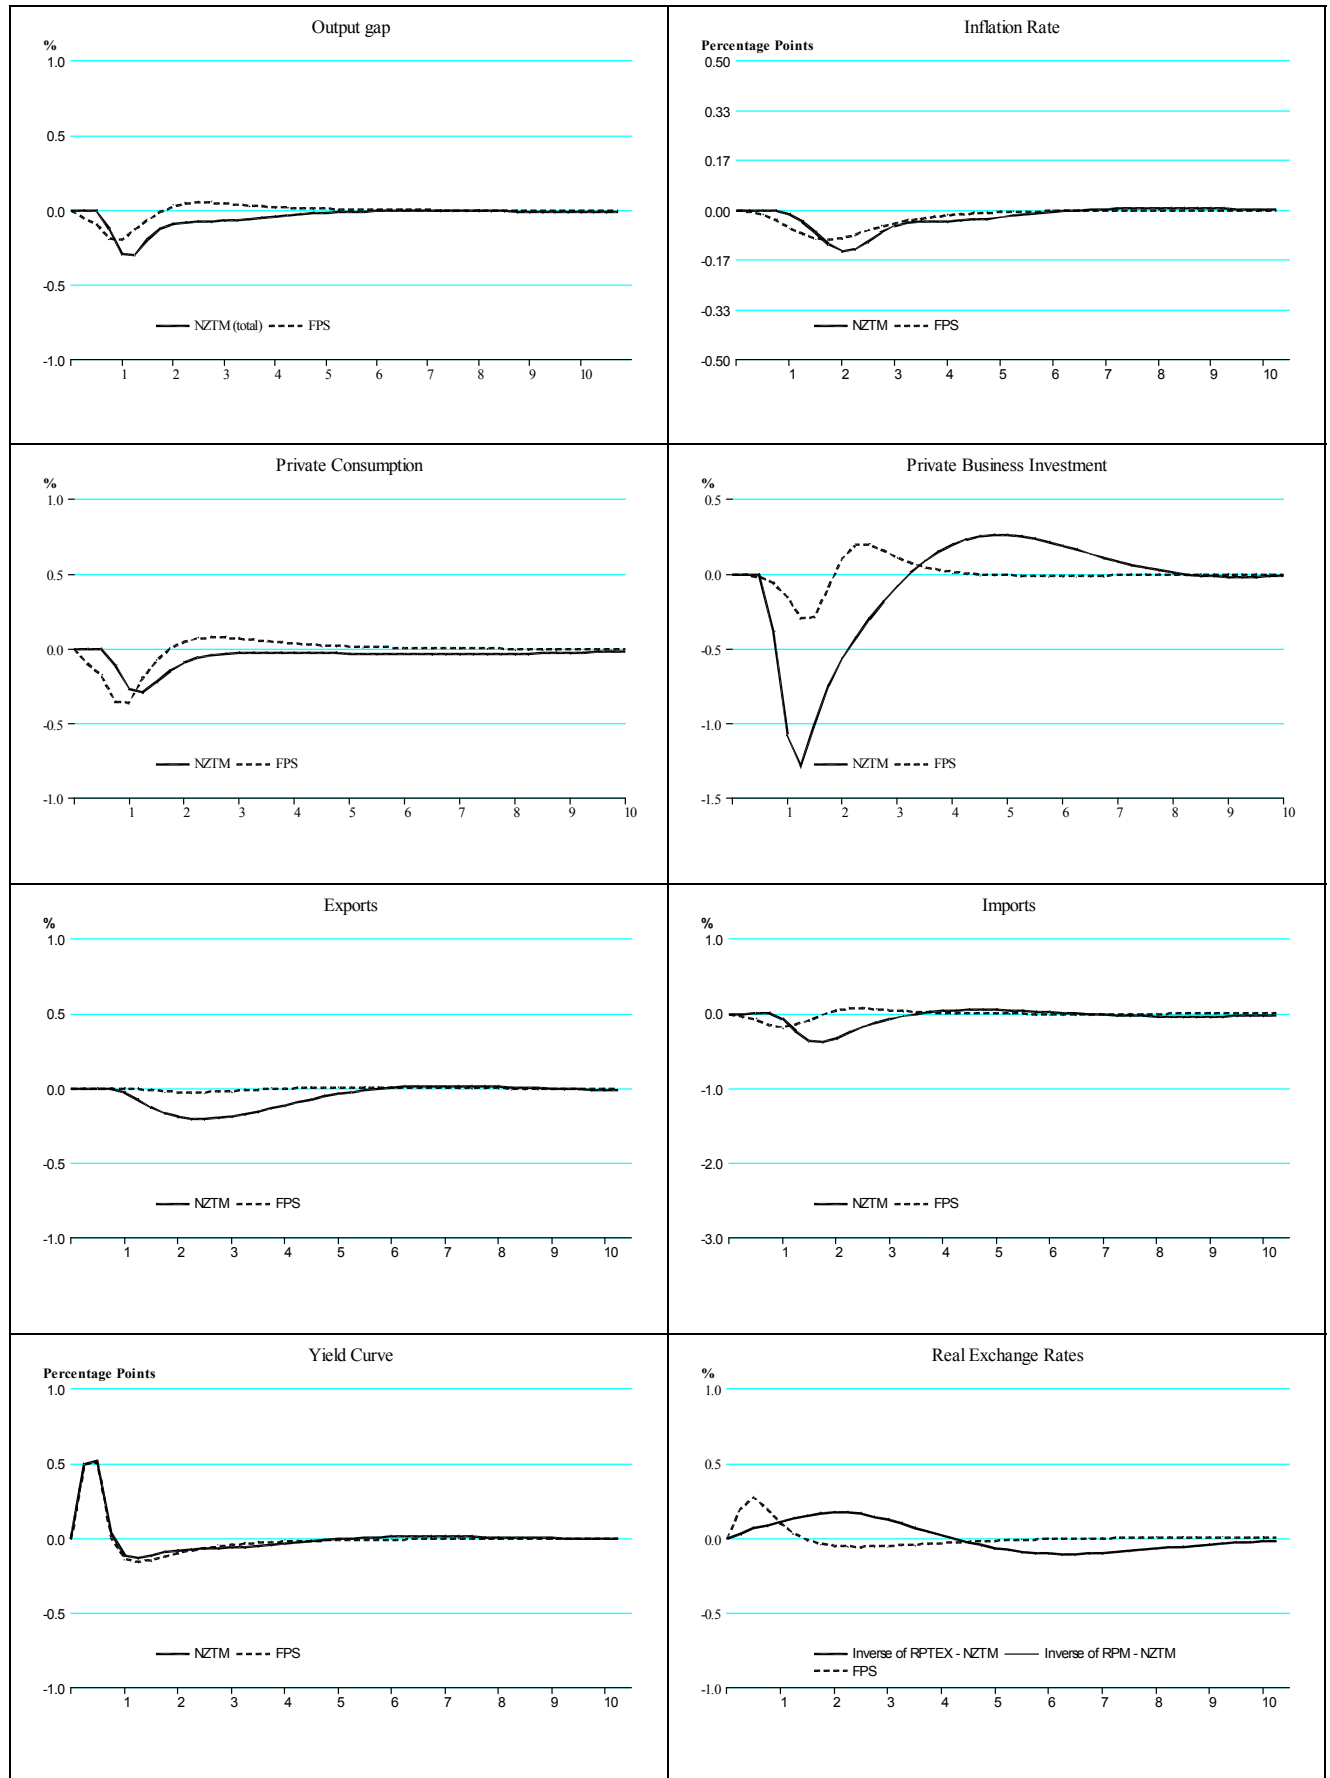 Output gap
%
1.0
0.5
0.0
-0.5
NZTM (total) FPS
-1.0
1 2 3 4 5 6 7 8 9 10
Inflation Rate
Percentage Points
0.50
0.33
0.17
0.00
-0.17
-0.33
NZTM FPS
-0.50
1 2 3 4 5 6 7 8 9 10
Private Consumption
%
1.0
0.5
0.0
-0.5
NZTM FPS
-1.0
1 2 3 4 5 6 7 8 9 10
Private Business Investment
%
0.5
0.0
-0.5
-1.0
NZTM FPS
-1.5
1 2 3 4 5 6 7 8 9 10
Exports
%
1.0
0.5
0.0
-0.5
NZTM FPS
-1.0
1 2 3 4 5 6 7 8 9 10
Imports
%
1.0
0.0
-1.0
-2.0
NZTM FPS
-3.0
1 2 3 4 5 6 7 8 9 10
Yield Curve
Percentage Points
1.0
0.5
0.0
-0.5
NZTM FPS
-1.0
1 2 3 4 5 6 7 8 9 10
Real Exchange Rates
%
1.0
0.5
0.0
-0.5
Inverse of RPTEX - NZTM Inverse of RPM - NZTM
FPS
-1.0
1 2 3 4 5 6 7 8 9 10